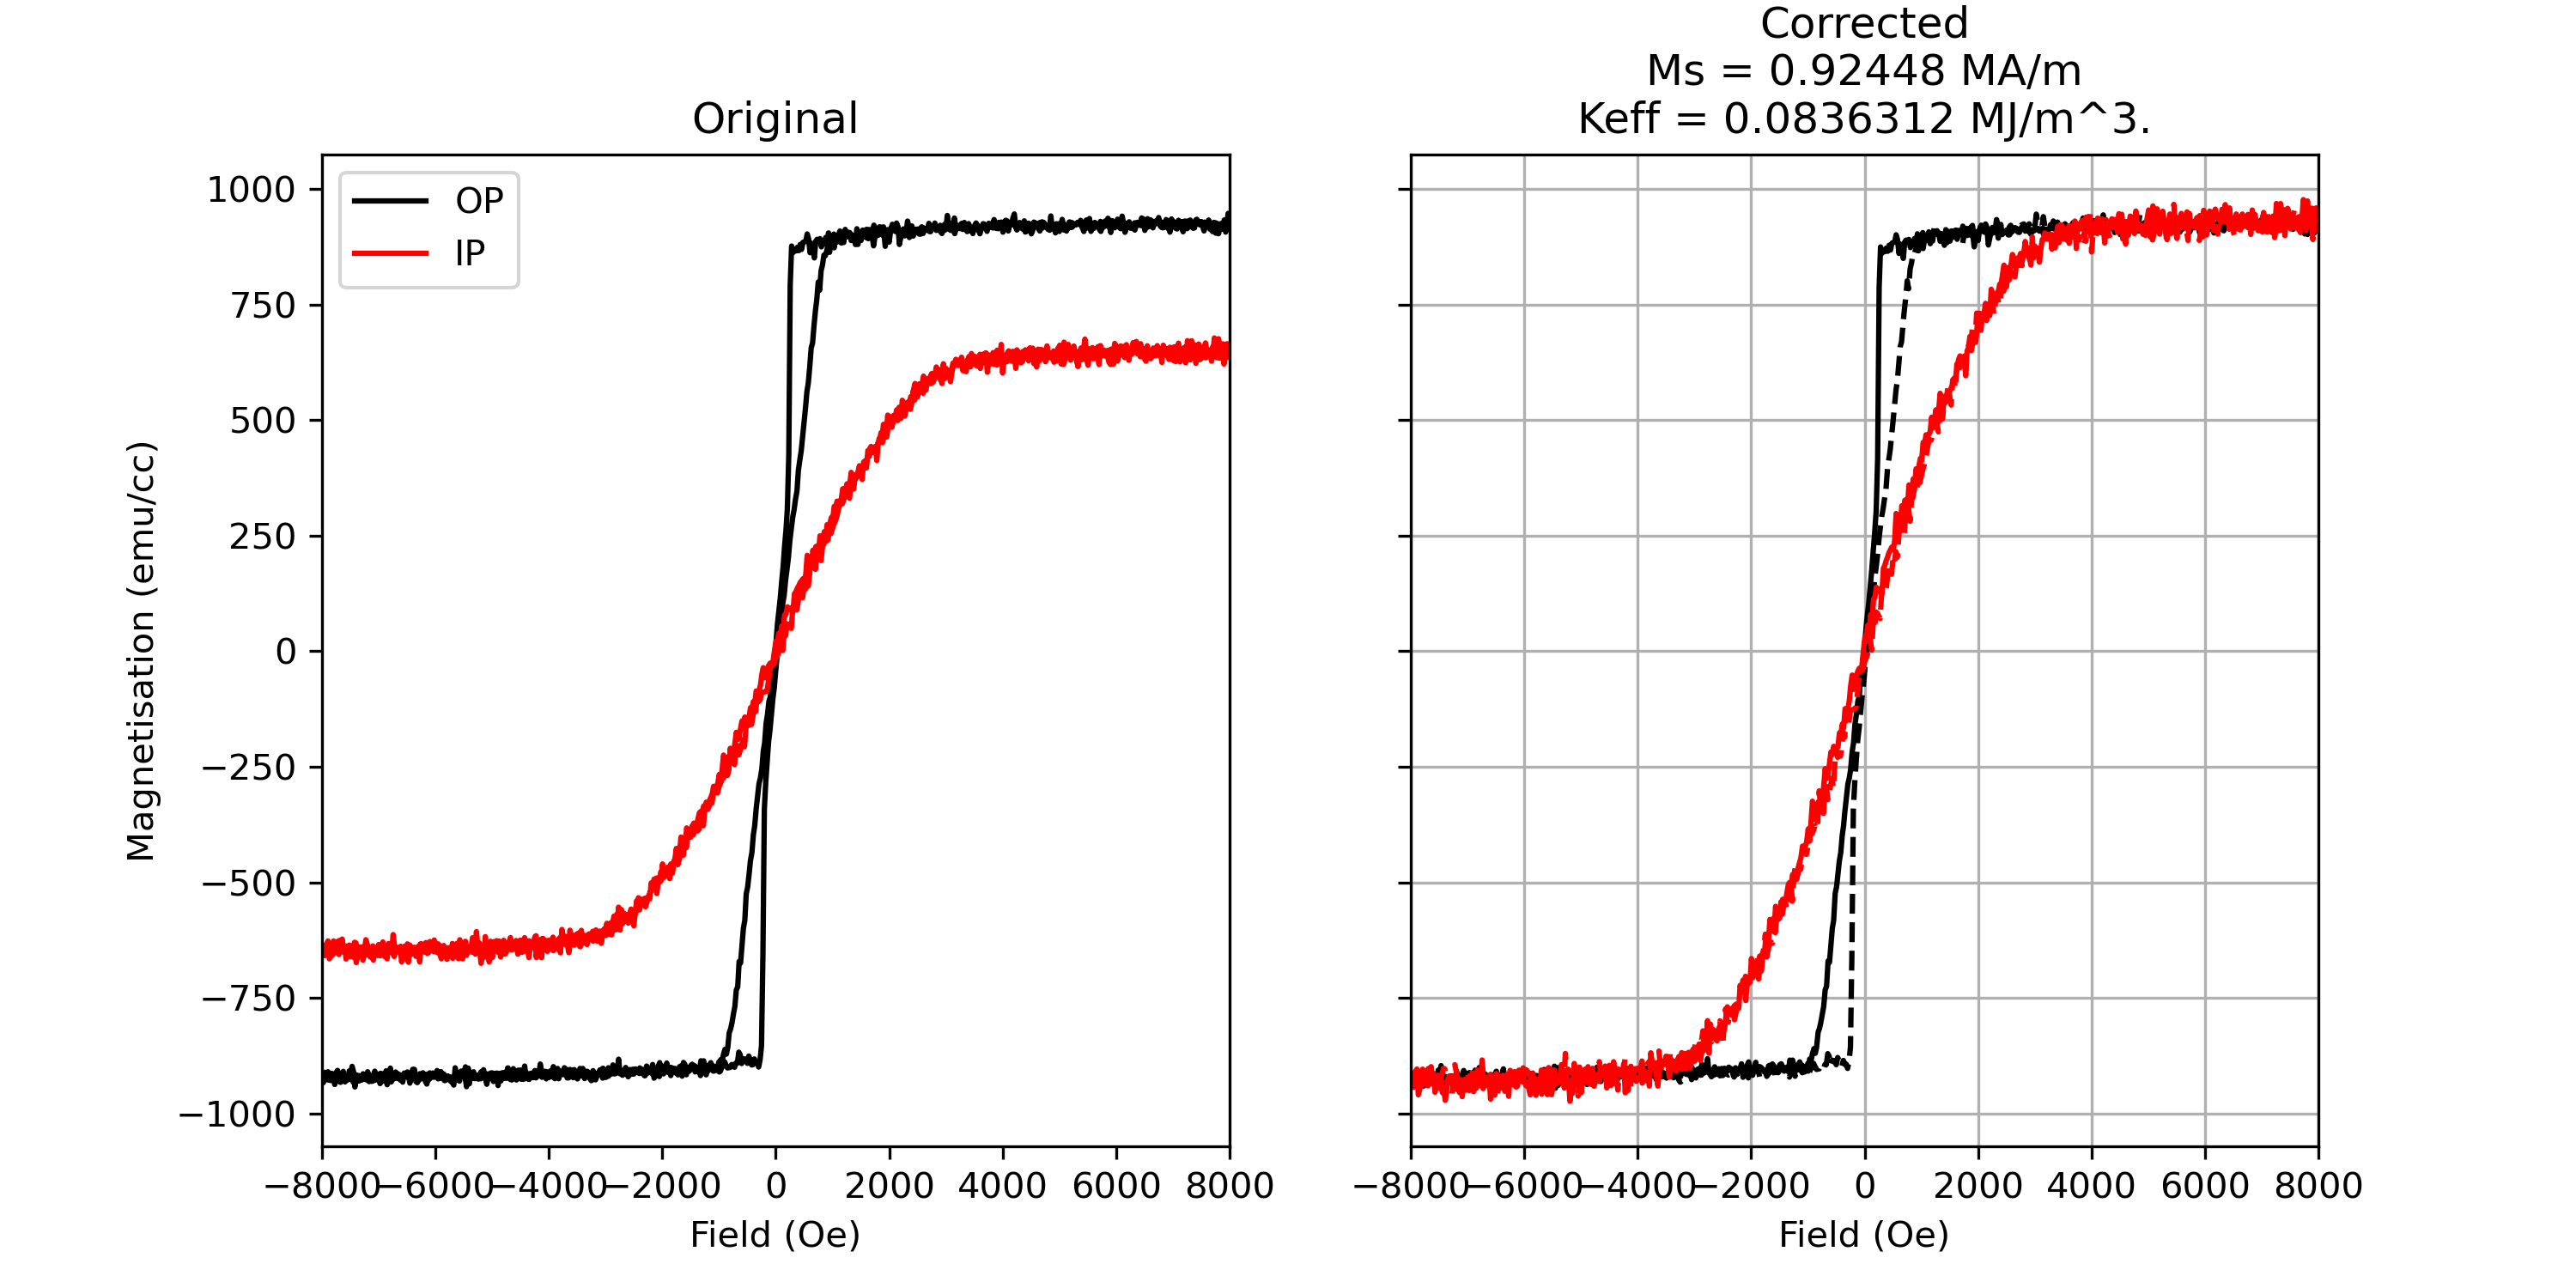 Original
OP
IP
1000
750
500
250
0
−250
−500
−750
−1000
Magnetisation (emu/cc)
−8000 −6000 −4000 −2000 0 2000 4000 6000 8000
Field (Oe)
Corrected
Ms = 0.92448 MA/m
Keff = 0.0836312 MJ/m^3.
−8000 −6000 −4000 −2000 0 2000 4000 6000 8000
Field (Oe)